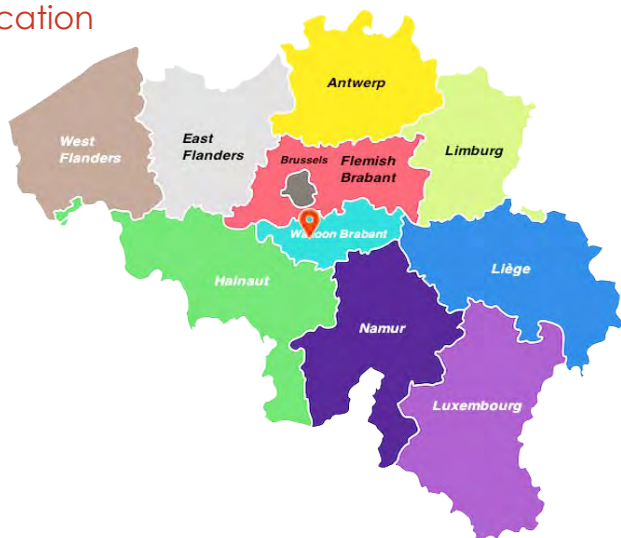 cation
Antwerp
West
Flanders
East
Flanders
Brussels
Flemish
Brabant
Limburg
Brabant
Hainaut
Liège
Namur
Luxembourg